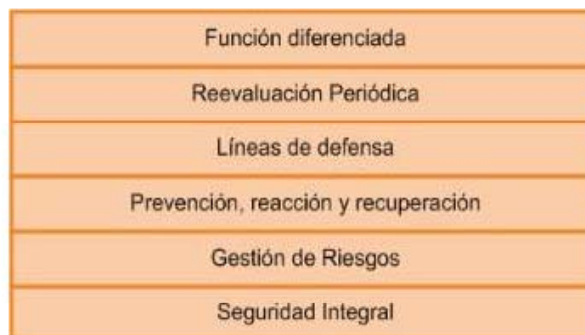 Función diferenciada
Reevaluación Periódica
Líneas de defensa
Prevención, reacción y recuperación
Gestión de Riesgos
Seguridad Integral